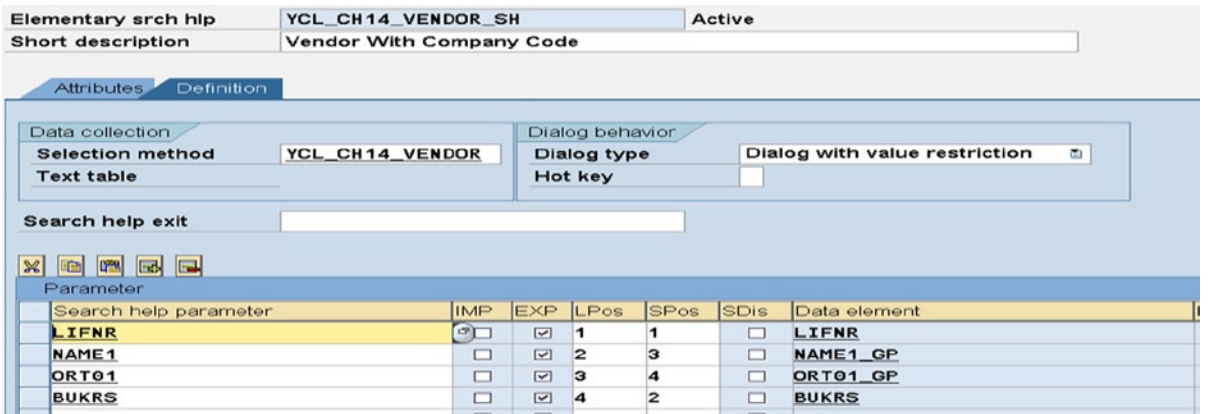 Elementary srch hlp YCL_CH14_VENDOR_SH Active
Short description Vendor With Company Code
Attributes Definition
Data collection Dialog behavior
Selection method YCL_CH14_VENDOR Dialog type Dialog with value restriction
Text table Hot key
Search help exit
Parameter
Search help parameter IMP EXP LPos SPos SDis Data element
LIFNR 1 1 LIFNR
NAME1 2 3 NAME1_GP
ORT01 3 4 ORT01_GP
BUKRS 4 2 BUKRS